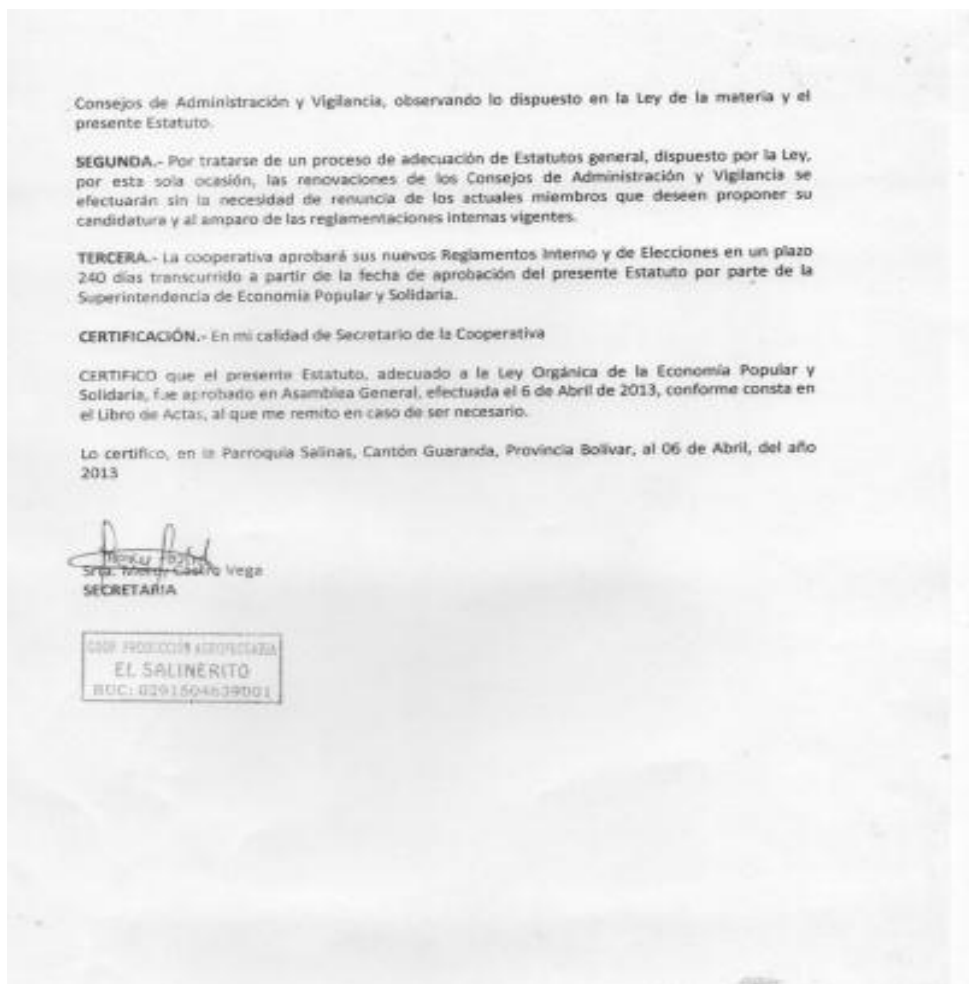 Consejos de Administración y Vigilancia, observando lo dispuesto en la Ley de la materia y el
presente Estatuto.
SEGUNDA.- Por tratarse de un proceso de adecuación de Estatutos general, dispuesto por la Ley,
por esta sola ocasión, las renovaciones de los Consejos de Administración y Vigilancia se
efectuarán sin la necesidad de renuncia de los actuales miembros que deseen proponer su
candidatura y al amparo de las reglamentaciones internas vigentes.
TERCERA.- La cooperativa aprobará sus nuevos Reglamentos Interno y de Elecciones en un plazo
240 días transcurrido a partir de la fecha de aprobación del presente Estatuto por parte de la
Superintendencia de Economía Popular y Solidaria.
CERTIFICACIÓN.- En mi calidad de Secretario de la Cooperativa
CERTIFICO que el presente Estatuto, adecuado a la Ley Orgánica de la Economía Popular y
Solidaria, fue aprobado en Asamblea General, efectuada el 6 de Abril de 2013, conforme consta en
el Libro de Actas, al que me remito en caso de ser necesario.
Lo certifico, en la Parroquia Salinas, Cantón Guaranda, Provincia Bolívar, al 06 de Abril, del año
2013
Srta. Castro Vega
SECRETARIA
COOP. PRODUCCIÓN AGROPECUARIA
EL SALINERITO
RUC: 0291504639001